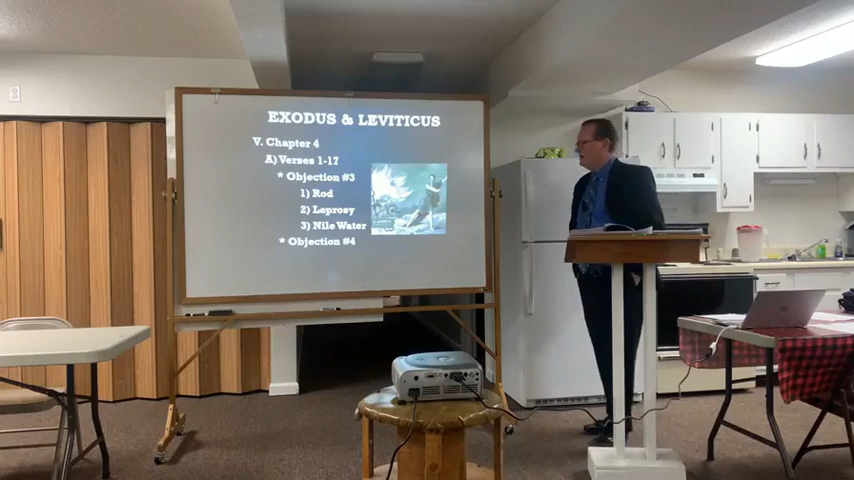 EXODUS & LEVITICUS
V. Chapter 4
A) Verses 1-17
* Objection #3
1) Rod
2) Leprosy
3) Nile Water
* Objection #4